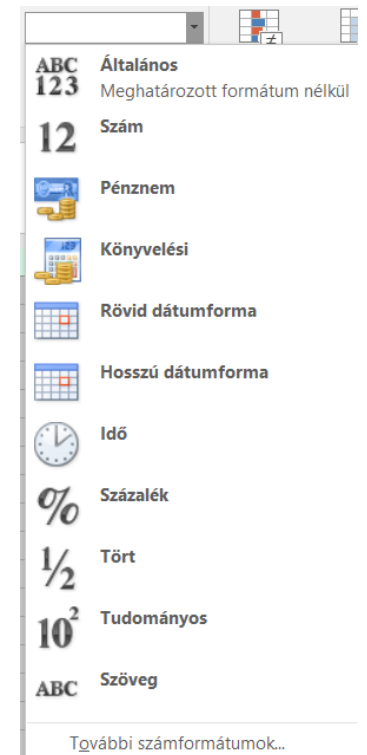 ABC
123
Általános
Meghatározott formátum nélkül
12
Szám
Pénznem
123
Könyvelési
Rövid dátumforma
Hosszú dátumforma
Idő
%
Százalék
½
Tört
10²
Tudományos
ABC
Szöveg
További számformátumok...